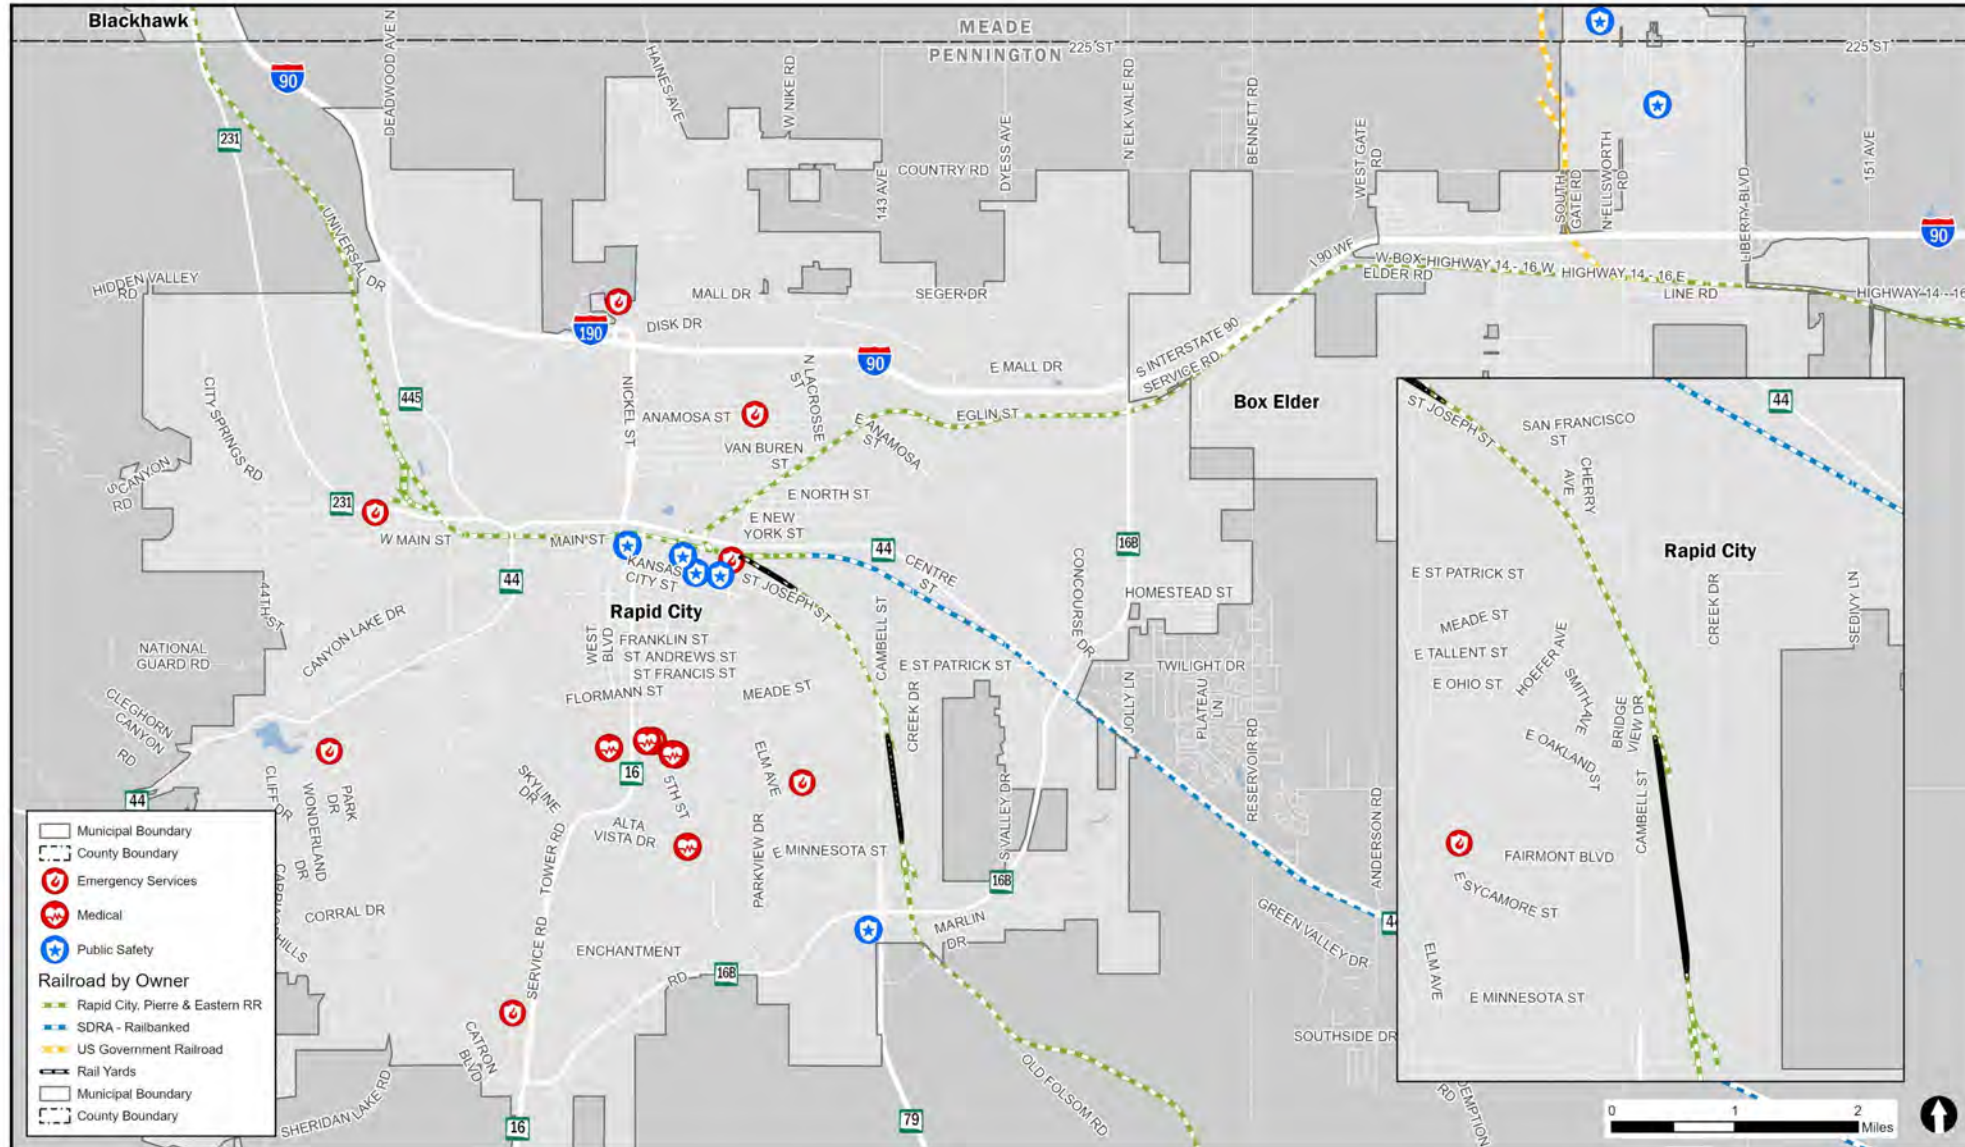 Blackhawk
MEADE
PENNINGTON
225 ST
225 ST
90
231
DEADWOOD AVE N
HAINES AVE
W NIKE RD
COUNTRY RD
143 AVE
DYESS AVE
N ELK VALE RD
BENNETT RD
WEST GATE
RD
SOUTH
GATE RD
N ELLSWORTH
RD
LIBERTY BLVD
151 AVE
90
UNIVERSAL DR
HIDDEN VALLEY
RD
MALL DR
SEGER DR
I 90 WF
W BOX
ELDER RD
HIGHWAY 14 - 16 W
HIGHWAY 14 - 16 E
LINE RD
HIGHWAY 14 - 16
190
DISK DR
90
E MALL DR
S INTERSTATE 90
SERVICE RD
CITY SPRINGS RD
445
NICKEL ST
N LACROSSE
ST
ANAMOSA ST
E ANAMOSA
ST
EGLIN ST
Box Elder
VAN BUREN
ST
S CANYON
RD
231
E NORTH ST
E NEW
YORK ST
W MAIN ST
MAIN ST
KANSAS
CITY ST
ST JOSEPH ST
44
44
CENTRE
ST
16B
CONCOURSE DR
HOMESTEAD ST
Rapid City
44TH ST
CANYON LAKE DR
NATIONAL
GUARD RD
WEST
BLVD
FRANKLIN ST
ST ANDREWS ST
ST FRANCIS ST
FLORMANN ST
MEADE ST
CAMBELL ST
E ST PATRICK ST
CREEK DR
TWILIGHT DR
JOLLY LN
PLATEAU
LN
RESERVOIR RD
CLEGHORN
CANYON
RD
44
CLIFF DR
WONDERLAND
DR
PARK
DR
SKYLINE
DR
16
5TH ST
ELM AVE
ALTA
VISTA DR
PARKVIEW DR
E MINNESOTA ST
S VALLEY DR
16B
ANDERSON RD
CORRAL DR
SERVICE RD
TOWER RD
ENCHANTMENT
RD
16B
MARLIN
DR
GREEN VALLEY DR
44
CATRON
BLVD
SHERIDAN LAKE RD
16
79
OLD FOLSOM RD
SOUTHSIDE DR
RD
Municipal Boundary
County Boundary
Emergency Services
Medical
Public Safety
Railroad by Owner
Rapid City, Pierre & Eastern RR
SDRA - Railbanked
US Government Railroad
Rail Yards
Municipal Boundary
County Boundary
ST JOSEPH ST
SAN FRANCISCO
ST
44
CHERRY
AVE
Rapid City
E ST PATRICK ST
CREEK DR
SEDIVY LN
MEADE ST
E TALLENT ST
HOEFER AVE
E OHIO ST
SMITH AVE
BRIDGE
VIEW DR
E OAKLAND
ST
CAMBELL ST
FAIRMONT BLVD
E SYCAMORE ST
ELM AVE
E MINNESOTA ST
0 1 2
Miles